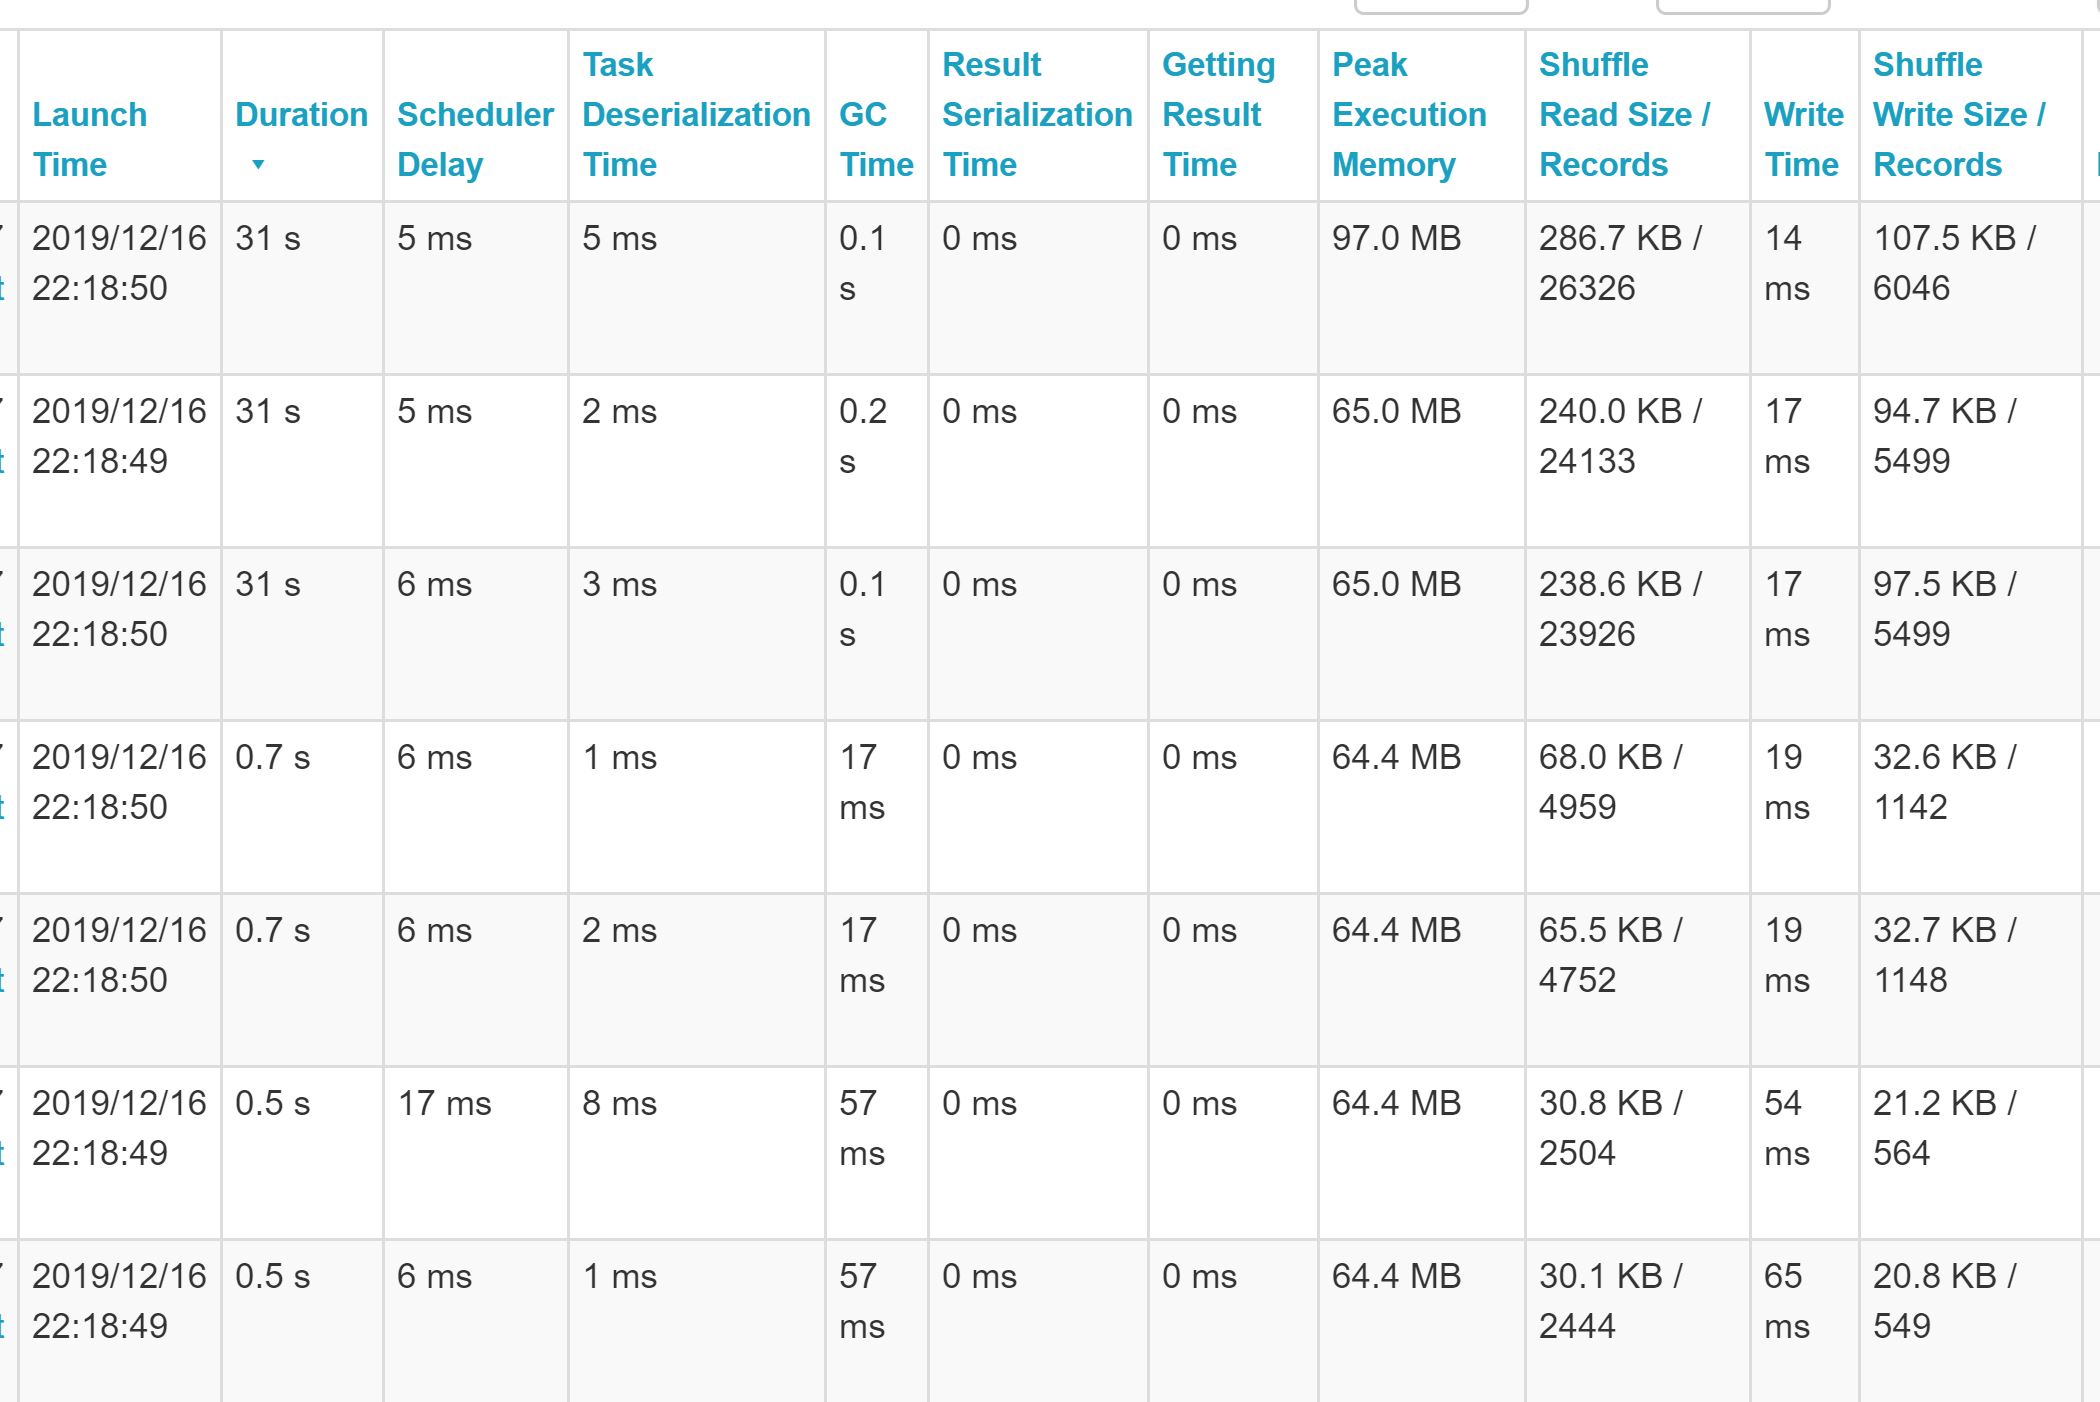 Launch Time
Duration ▾
Scheduler Delay
Task Deserialization Time
GC Time
Result Serialization Time
Getting Result Time
Peak Execution Memory
Shuffle Read Size / Records
Write Time
Shuffle Write Size / Records
2019/12/16 22:18:50
31 s
5 ms
5 ms
0.1 s
0 ms
0 ms
97.0 MB
286.7 KB / 26326
14 ms
107.5 KB / 6046
2019/12/16 22:18:49
31 s
5 ms
2 ms
0.2 s
0 ms
0 ms
65.0 MB
240.0 KB / 24133
17 ms
94.7 KB / 5499
2019/12/16 22:18:50
31 s
6 ms
3 ms
0.1 s
0 ms
0 ms
65.0 MB
238.6 KB / 23926
17 ms
97.5 KB / 5499
2019/12/16 22:18:50
0.7 s
6 ms
1 ms
17 ms
0 ms
0 ms
64.4 MB
68.0 KB / 4959
19 ms
32.6 KB / 1142
2019/12/16 22:18:50
0.7 s
6 ms
2 ms
17 ms
0 ms
0 ms
64.4 MB
65.5 KB / 4752
19 ms
32.7 KB / 1148
2019/12/16 22:18:49
0.5 s
17 ms
8 ms
57 ms
0 ms
0 ms
64.4 MB
30.8 KB / 2504
54 ms
21.2 KB / 564
2019/12/16 22:18:49
0.5 s
6 ms
1 ms
57 ms
0 ms
0 ms
64.4 MB
30.1 KB / 2444
65 ms
20.8 KB / 549